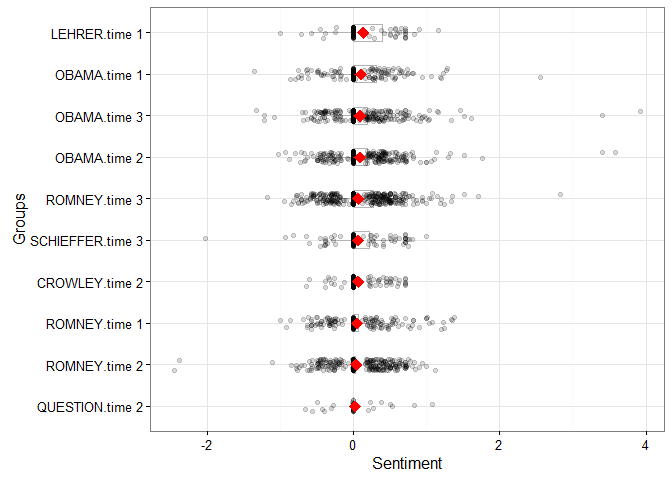 LEHRER.time 1
OBAMA.time 1
OBAMA.time 3
OBAMA.time 2
ROMNEY.time 3
SCHIEFFER.time 3
CROWLEY.time 2
ROMNEY.time 1
ROMNEY.time 2
QUESTION.time 2
Groups
-2 0 2 4
Sentiment